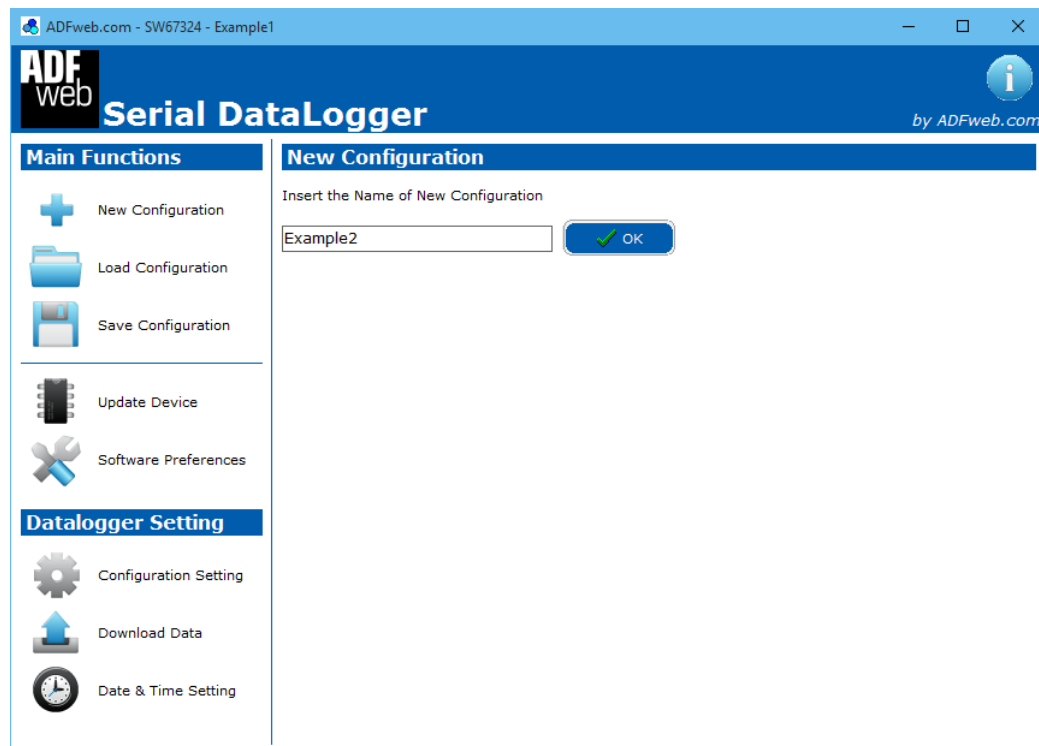 ADFweb.com - SW67324 - Example1
ADF
web
Serial DataLogger
i
by ADFweb.com
Main Functions
New Configuration
Load Configuration
Save Configuration
Update Device
Software Preferences
Datalogger Setting
Configuration Setting
Download Data
Date & Time Setting
New Configuration
Insert the Name of New Configuration
Example2
OK